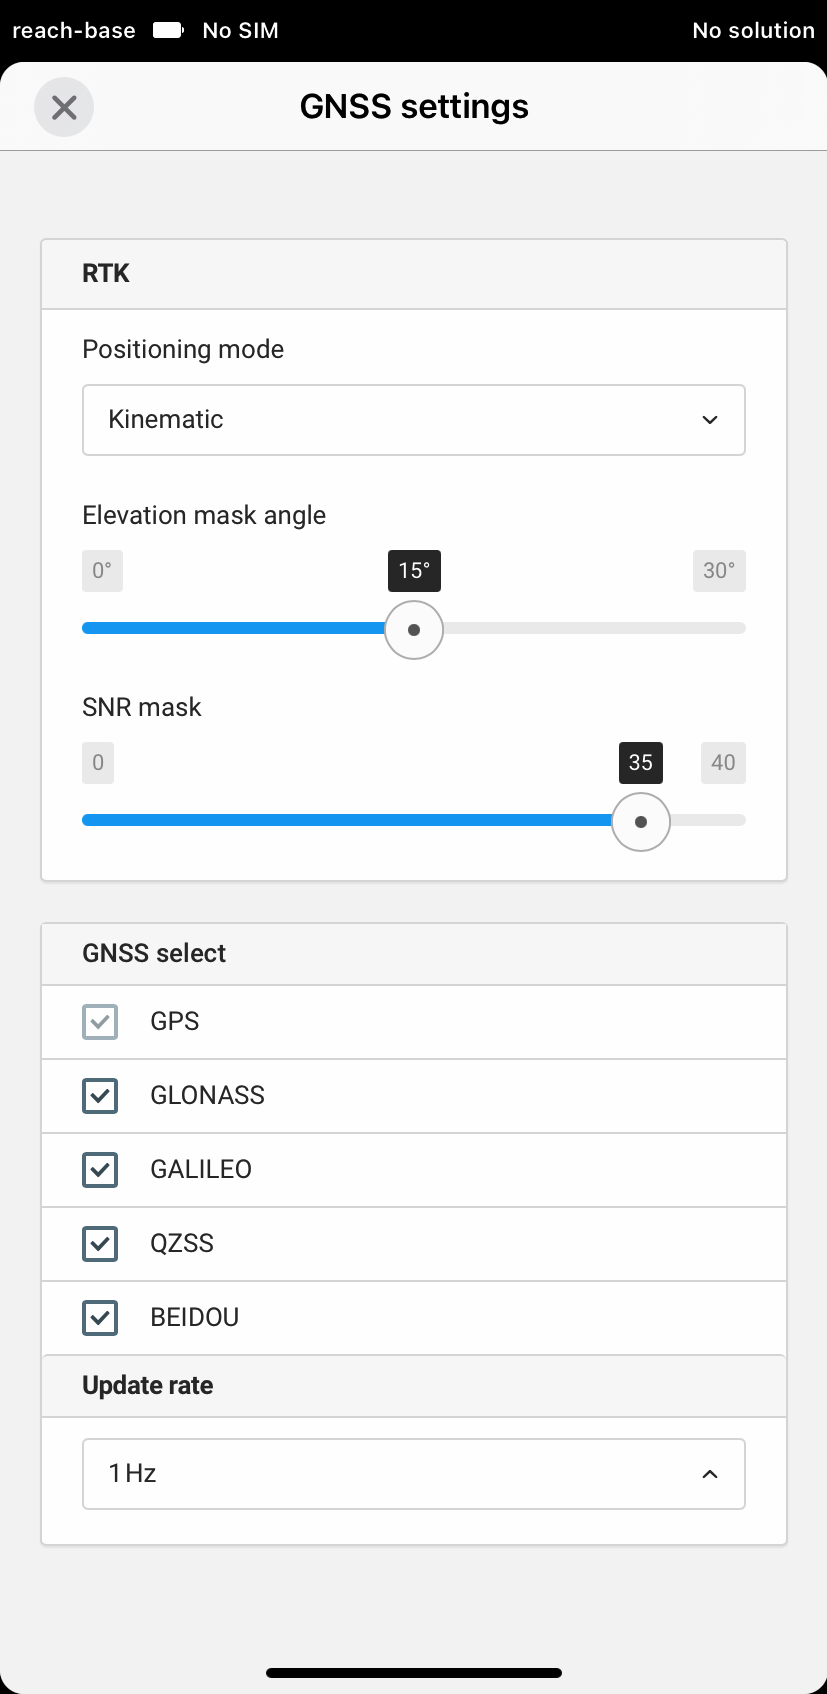 reach-base No SIM No solution
GNSS settings
RTK
Positioning mode
Kinematic
Elevation mask angle
0° 15° 30°
SNR mask
0 35 40
GNSS select
GPS
GLONASS
GALILEO
QZSS
BEIDOU
Update rate
1 Hz